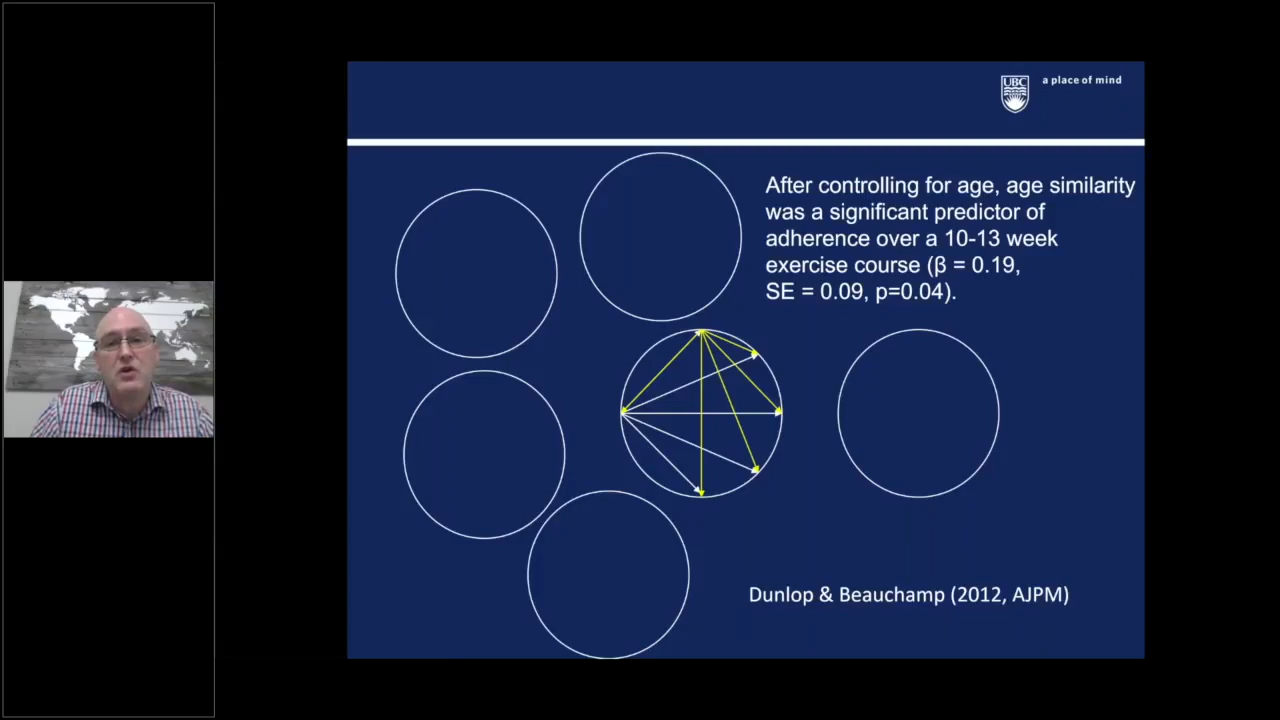 UBC
a place of mind
After controlling for age, age similarity
was a significant predictor of
adherence over a 10-13 week
exercise course (β = 0.19,
SE = 0.09, p=0.04).
Dunlop & Beauchamp (2012, AJPM)